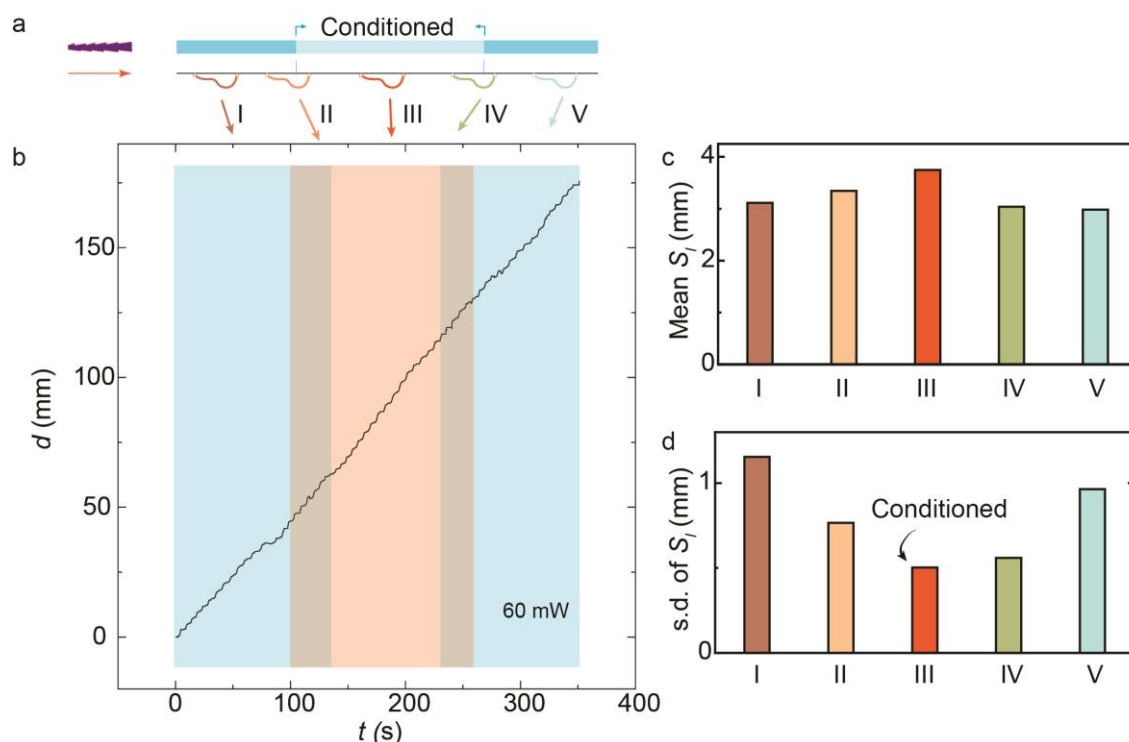 a
Conditioned
I
II
III
IV
V
b
d (mm)
150
100
50
0
60 mW
0
100
200
300
400
t (s)
c
Mean S_l (mm)
4
2
0
I
II
III
IV
V
d
s.d. of S_l (mm)
1
0
Conditioned
I
II
III
IV
V